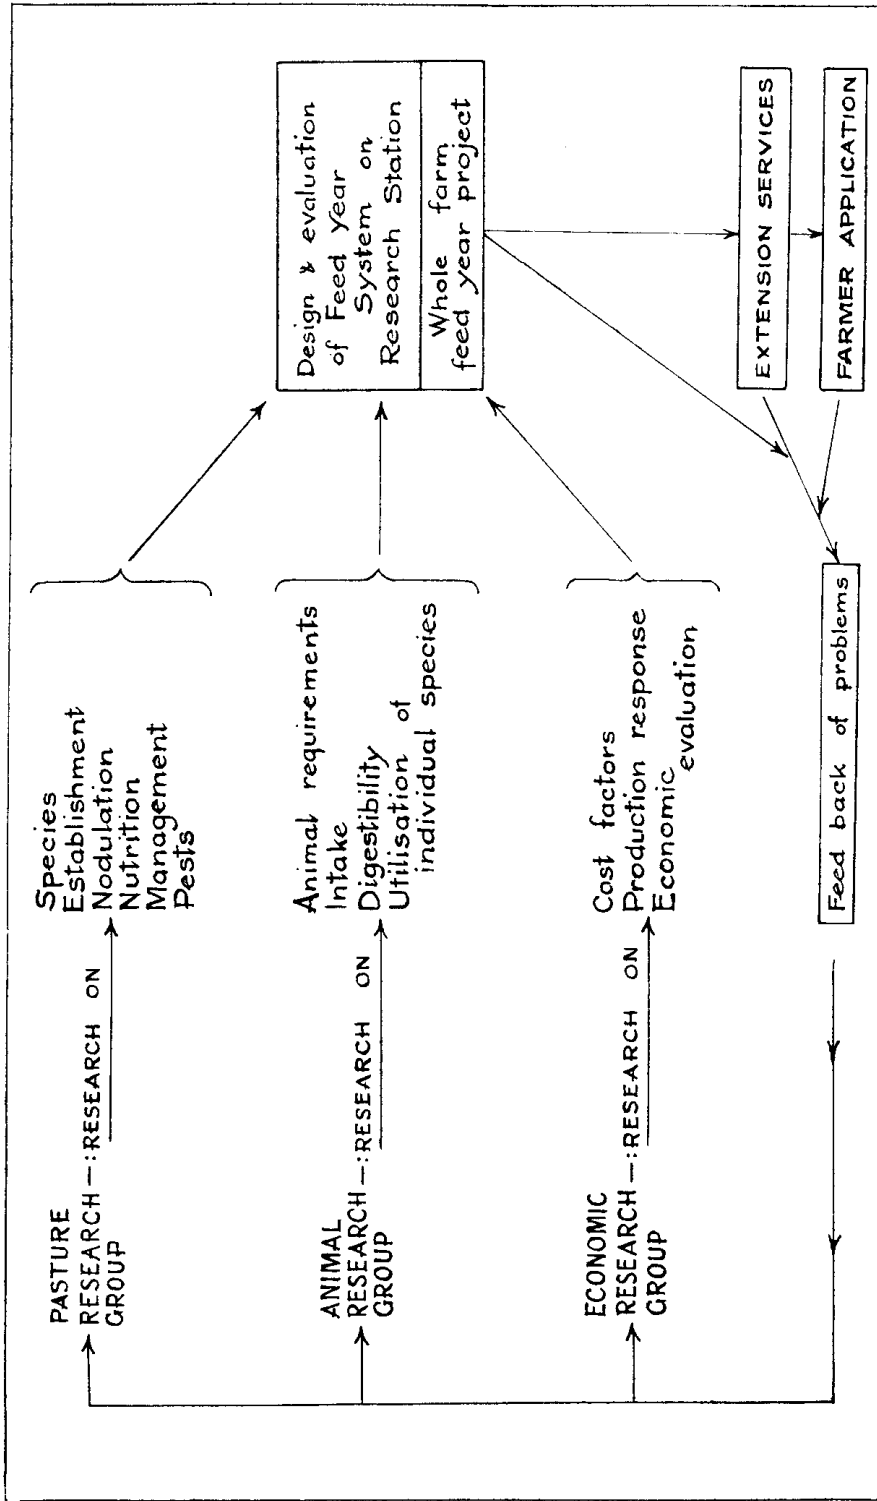 PASTURE
RESEARCH —: RESEARCH ON
GROUP
Species
Establishment
Nodulation
Nutrition
Management
Pests
ANIMAL
RESEARCH —: RESEARCH ON
GROUP
Animal requirements
Intake
Digestibility
Utilisation of
individual species
ECONOMIC
RESEARCH —: RESEARCH ON
GROUP
Cost factors
Production response
Economic
evaluation
Design & evaluation
of Feed Year
System on
Research Station
Whole farm
feed year project
EXTENSION SERVICES
FARMER APPLICATION
Feed back of problems